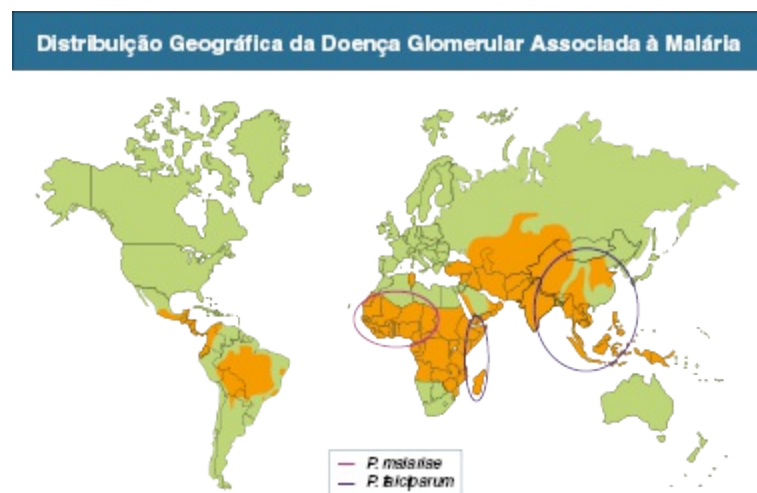 Distribuição Geográfica da Doença Glomerular Associada à Malária
P. malariae
P. falciparum